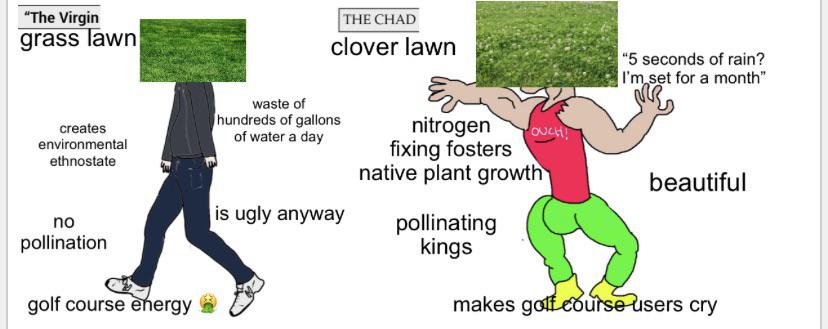 "The Virgin
grass lawn
waste of
hundreds of gallons
of water a day
creates
environmental
ethnostate
is ugly anyway
no
pollination
golf course energy 🤮
THE CHAD
clover lawn
“5 seconds of rain?
I’m set for a month”
nitrogen
fixing fosters
native plant growth
OUCH!
beautiful
pollinating
kings
makes golf course users cry